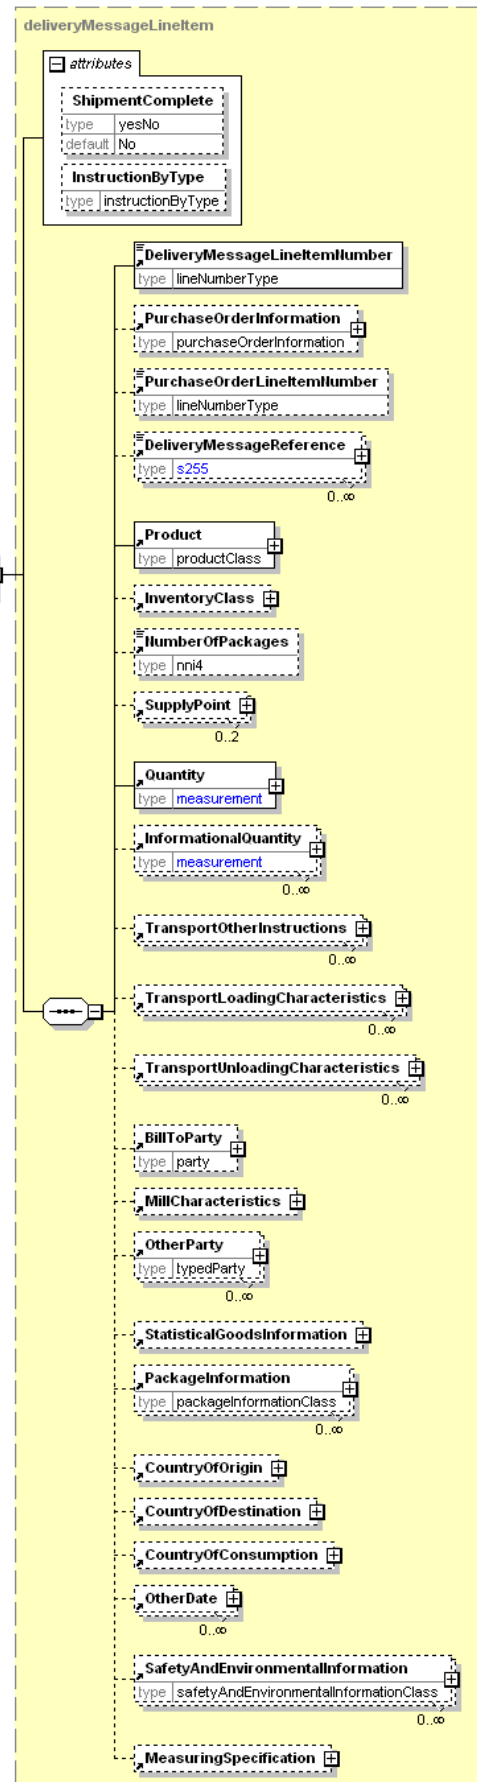 deliveryMessageLineItem
attributes
ShipmentComplete
type yesNo
default No
InstructionByType
type instructionByType
DeliveryMessageLineItemNumber
type lineNumberType
PurchaseOrderInformation
type purchaseOrderInformation
PurchaseOrderLineItemNumber
type lineNumberType
DeliveryMessageReference
type s255
0..∞
Product
type productClass
InventoryClass
NumberOfPackages
type nni4
SupplyPoint
0..2
Quantity
type measurement
InformationalQuantity
type measurement
0..∞
TransportOtherInstructions
0..∞
TransportLoadingCharacteristics
0..∞
TransportUnloadingCharacteristics
0..∞
BillToParty
type party
MillCharacteristics
OtherParty
type typedParty
0..∞
StatisticalGoodsInformation
PackageInformation
type packageInformationClass
0..∞
CountryOfOrigin
CountryOfDestination
CountryOfConsumption
OtherDate
0..∞
SafetyAndEnvironmentalInformation
type safetyAndEnvironmentalInformationClass
0..∞
MeasuringSpecification